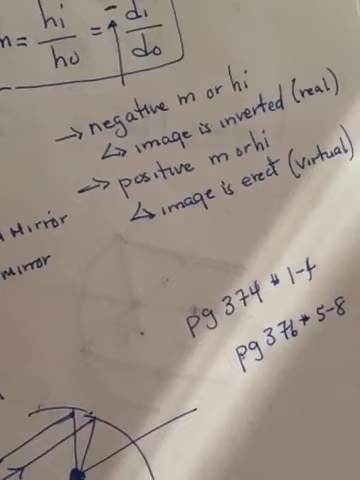 m = hi/ho = - di/do
→ negative m or hi
↳ image is inverted (real)
→ positive m or hi
↳ image is erect (virtual)
Mirror
Mirror
pg 374 # 1-4
pg 376 # 5-8